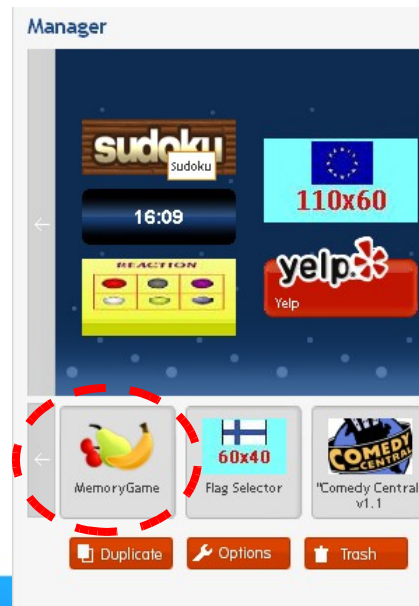 Manager
sudoku
Sudoku
16:09
REACTION
110x60
yelp
Yelp
60x40
COMEDY
CENTRAL
MemoryGame
Flag Selector
"Comedy Central
v1.1
Duplicate
Options
Trash